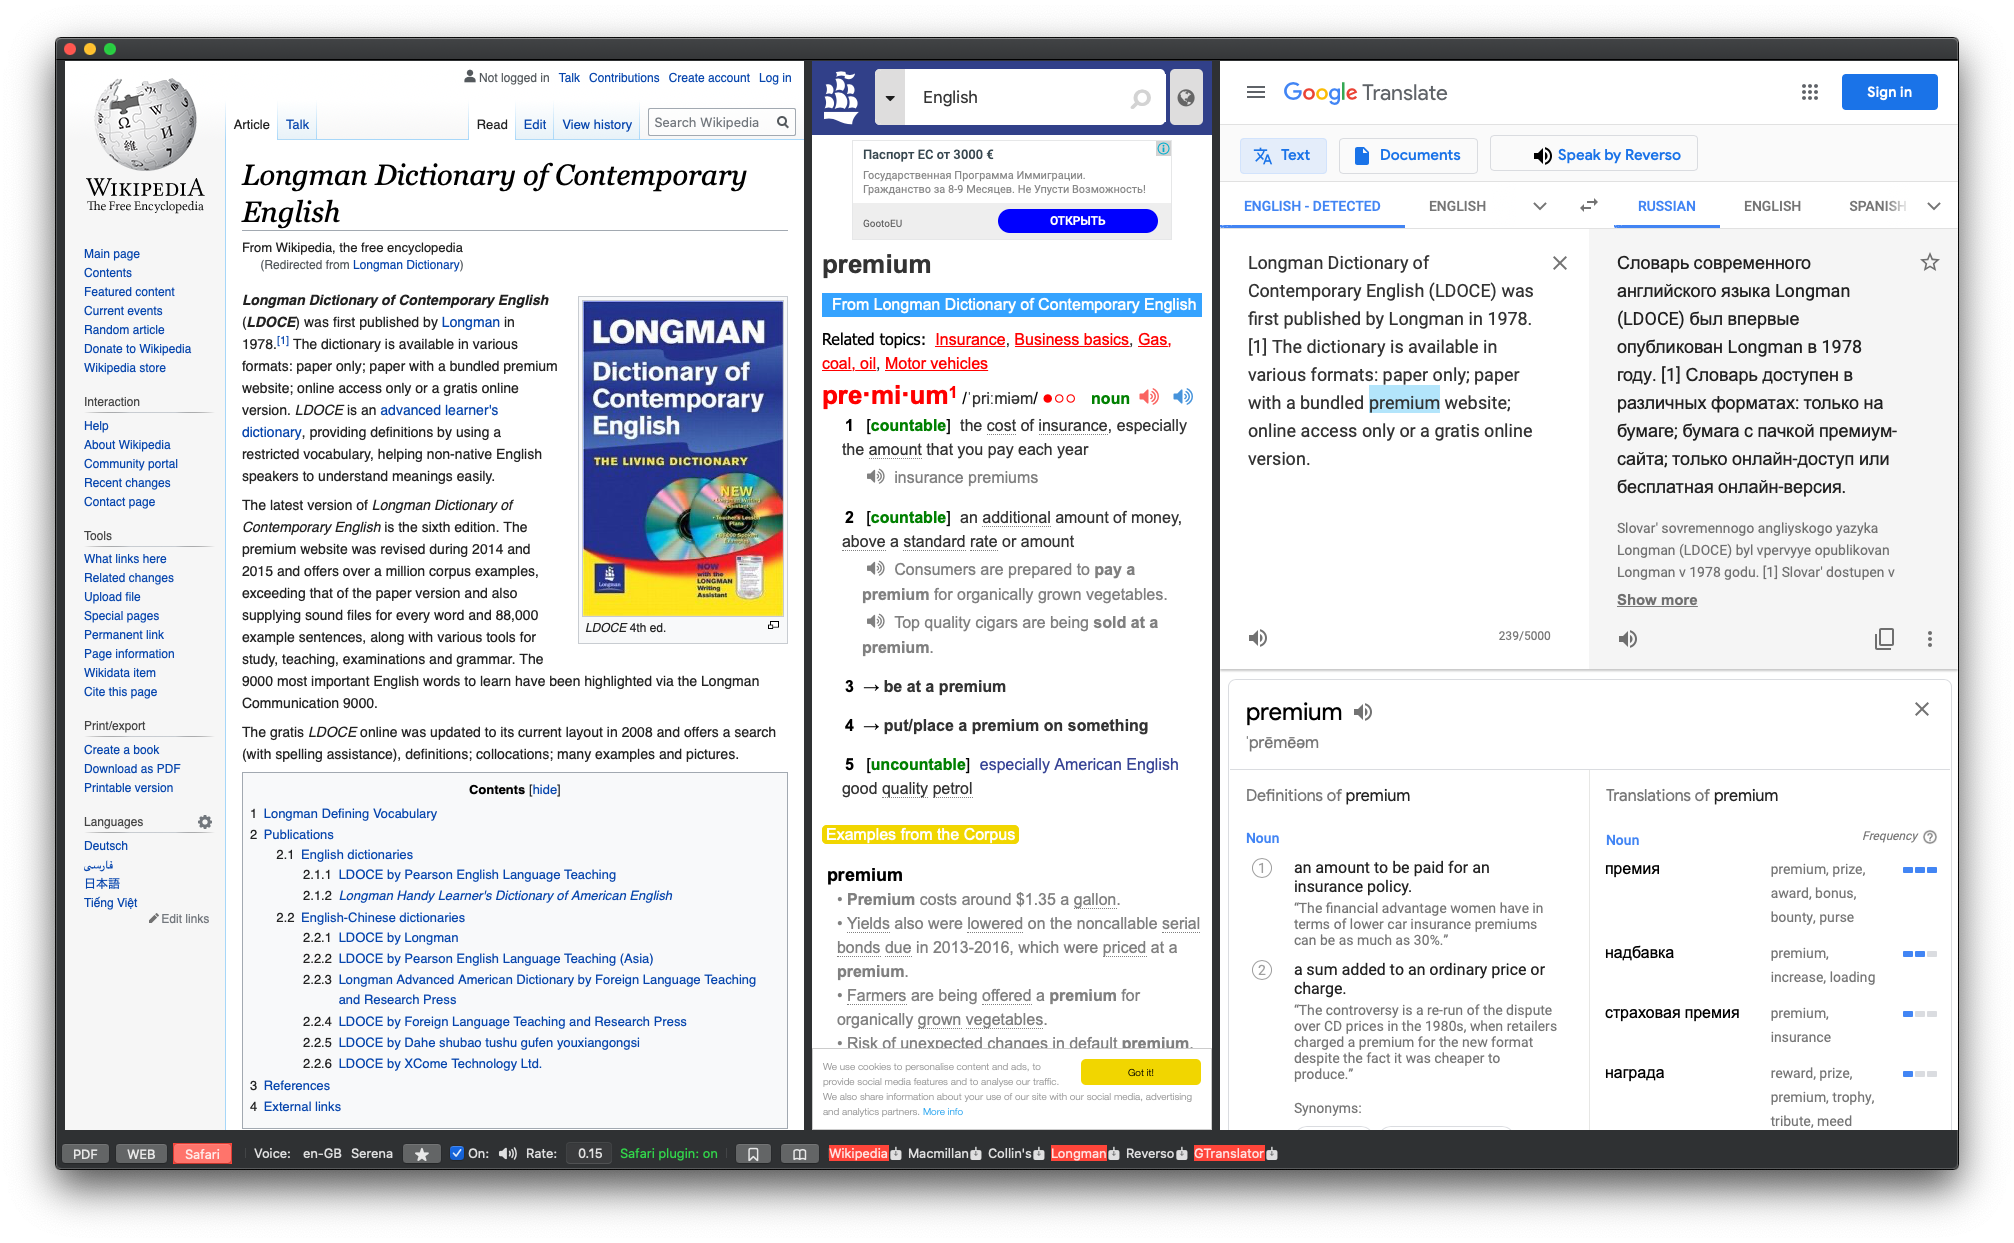 WIKIPEDIA
The Free Encyclopedia
Main page
Contents
Featured content
Current events
Random article
Donate to Wikipedia
Wikipedia store
Interaction
Help
About Wikipedia
Community portal
Recent changes
Contact page
Tools
What links here
Related changes
Upload file
Special pages
Permanent link
Page information
Wikidata item
Cite this page
Print/export
Create a book
Download as PDF
Printable version
Languages
Deutsch
فارسی
日本語
Tiếng Việt
Edit links
Not logged in Talk Contributions Create account Log in
Article Talk Read Edit View history Search Wikipedia
Longman Dictionary of Contemporary
English
From Wikipedia, the free encyclopedia
(Redirected from Longman Dictionary)
Longman Dictionary of Contemporary English
(LDOCE) was first published by Longman in
1978.[1] The dictionary is available in various
formats: paper only; paper with a bundled premium
website; online access only or a gratis online
version. LDOCE is an advanced learner's
dictionary, providing definitions by using a
restricted vocabulary, helping non-native English
speakers to understand meanings easily.
The latest version of Longman Dictionary of
Contemporary English is the sixth edition. The
premium website was revised during 2014 and
2015 and offers over a million corpus examples,
exceeding that of the paper version and also
supplying sound files for every word and 88,000
example sentences, along with various tools for
study, teaching, examinations and grammar. The
9000 most important English words to learn have been highlighted via the Longman
Communication 9000.
The gratis LDOCE online was updated to its current layout in 2008 and offers a search
(with spelling assistance), definitions; collocations; many examples and pictures.
LONGMAN
Dictionary of
Contemporary
English
THE LIVING DICTIONARY
NEW
NOW
with the
LONGMAN
Writing
Assistant
Longman
LDOCE 4th ed.
Contents [hide]
1 Longman Defining Vocabulary
2 Publications
2.1 English dictionaries
2.1.1 LDOCE by Pearson English Language Teaching
2.1.2 Longman Handy Learner's Dictionary of American English
2.2 English-Chinese dictionaries
2.2.1 LDOCE by Longman
2.2.2 LDOCE by Pearson English Language Teaching (Asia)
2.2.3 Longman Advanced American Dictionary by Foreign Language Teaching
and Research Press
2.2.4 LDOCE by Foreign Language Teaching and Research Press
2.2.5 LDOCE by Dahe shubao tushu gufen youxiangongsi
2.2.6 LDOCE by XCome Technology Ltd.
3 References
4 External links
English
Паспорт ЕС от 3000 €
Государственная Программа Иммиграции.
Гражданство за 8-9 Месяцев. Не Упусти Возможность!
GootoEU
ОТКРЫТЬ
premium
From Longman Dictionary of Contemporary English
Related topics: Insurance, Business basics, Gas,
coal, oil, Motor vehicles
pre‧mi‧um1 /ˈpriːmiəm/ ●○○ noun
1 [countable] the cost of insurance, especially
the amount that you pay each year
insurance premiums
2 [countable] an additional amount of money,
above a standard rate or amount
Consumers are prepared to pay a
premium for organically grown vegetables.
Top quality cigars are being sold at a
premium.
3 → be at a premium
4 → put/place a premium on something
5 [uncountable] especially American English
good quality petrol
Examples from the Corpus
premium
• Premium costs around $1.35 a gallon.
• Yields also were lowered on the noncallable serial
bonds due in 2013-2016, which were priced at a
premium.
• Farmers are being offered a premium for
organically grown vegetables.
• Risk of unexpected changes in default premium.
We use cookies to personalise content and ads, to
provide social media features and to analyse our traffic.
We also share information about your use of our site with our social media, advertising
and analytics partners. More info
Got it!
Google Translate
Sign in
Text Documents Speak by Reverso
ENGLISH - DETECTED ENGLISH RUSSIAN ENGLISH SPANISH
Longman Dictionary of
Contemporary English (LDOCE) was
first published by Longman in 1978.
[1] The dictionary is available in
various formats: paper only; paper
with a bundled premium website;
online access only or a gratis online
version.
239/5000
Словарь современного
английского языка Longman
(LDOCE) был впервые
опубликован Longman в 1978
году. [1] Словарь доступен в
различных форматах: только на
бумаге; бумага с пачкой премиум-
сайта; только онлайн-доступ или
бесплатная онлайн-версия.
Slovar' sovremennogo angliyskogo yazyka
Longman (LDOCE) byl vpervyye opublikovan
Longman v 1978 godu. [1] Slovar' dostupen v
Show more
premium
ˈprēmēəm
Definitions of premium
Noun
1 an amount to be paid for an
insurance policy.
“The financial advantage women have in
terms of lower car insurance premiums
can be as much as 30%.”
2 a sum added to an ordinary price or
charge.
“The controversy is a re-run of the dispute
over CD prices in the 1980s, when retailers
charged a premium for the new format
despite the fact it was cheaper to
produce.”
Synonyms:
Translations of premium
Noun Frequency
премия premium, prize,
award, bonus,
bounty, purse
надбавка premium,
increase, loading
страховая премия premium,
insurance
награда reward, prize,
premium, trophy,
tribute, meed
PDF WEB Safari Voice: en-GB Serena On: Rate: 0.15 Safari plugin: on Wikipedia Macmillan Collin's Longman Reverso GTranslator